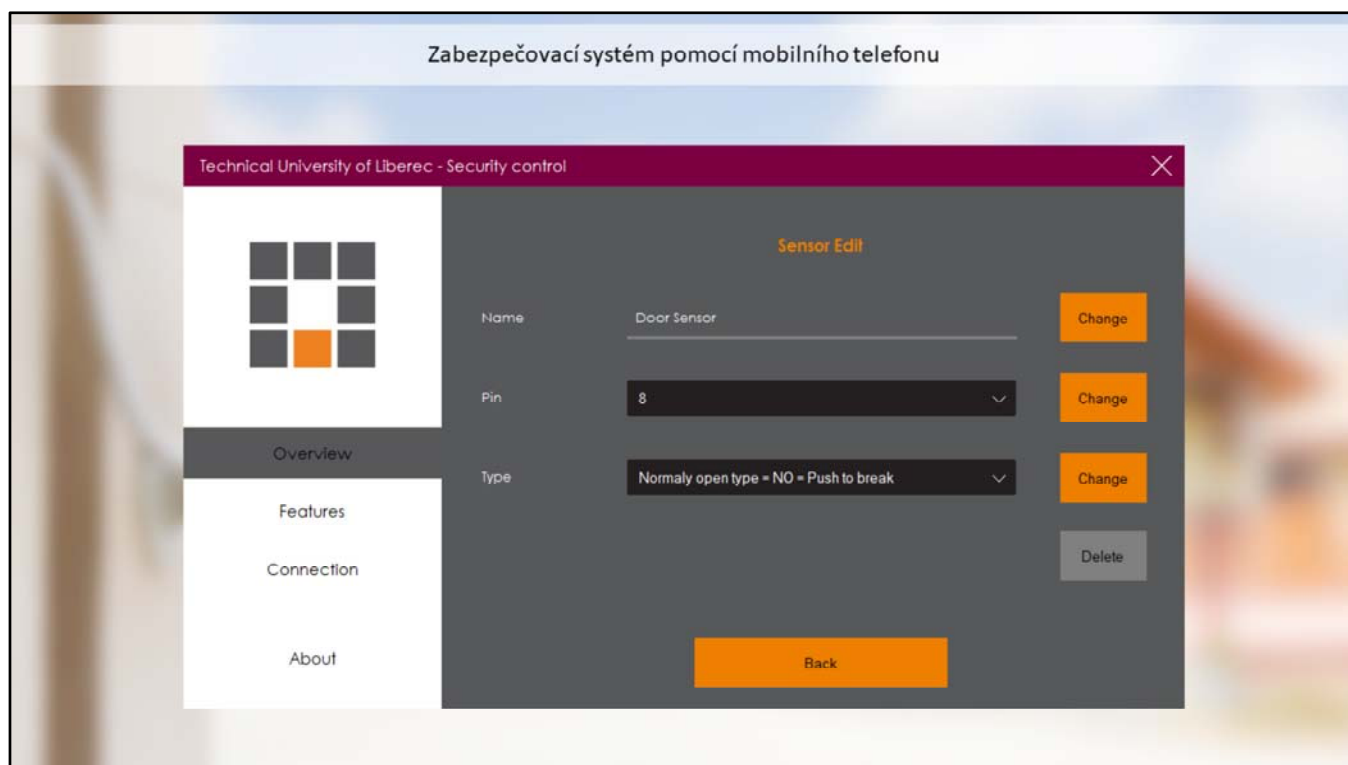 Zabezpečovací systém pomocí mobilního telefonu
Technical University of Liberec - Security control
Sensor Edit
Name
Door Sensor
Change
Pin
8
Change
Overview
Type
Normaly open type = NO = Push to break
Change
Features
Delete
Connection
About
Back